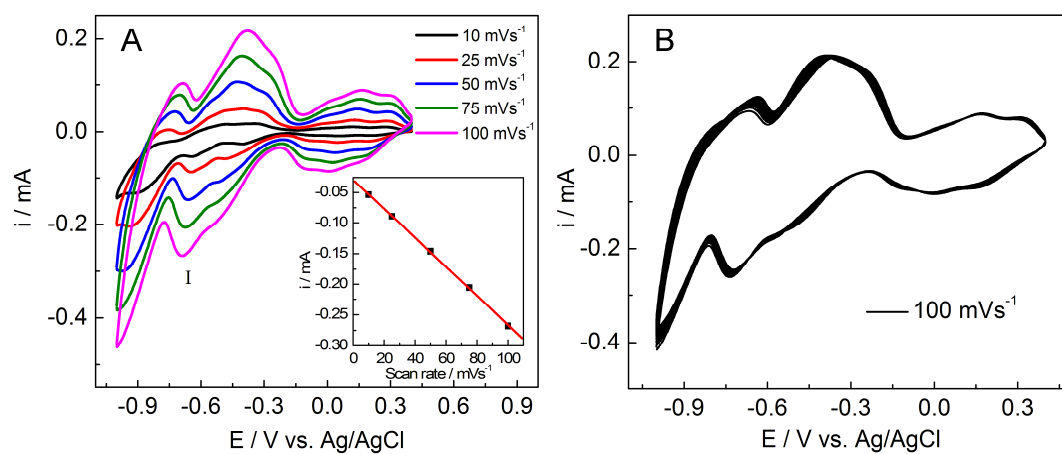 A
10 mVs⁻¹
25 mVs⁻¹
50 mVs⁻¹
75 mVs⁻¹
100 mVs⁻¹
0.2
0.0
-0.2
-0.4
i / mA
I
-0.05
-0.10
-0.15
-0.20
-0.25
-0.30
i / mA
0 20 40 60 80 100
Scan rate / mVs⁻¹
-0.9 -0.6 -0.3 0.0 0.3 0.6 0.9
E / V vs. Ag/AgCl
B
0.2
0.0
-0.2
-0.4
i / mA
100 mVs⁻¹
-0.9 -0.6 -0.3 0.0 0.3
E / V vs. Ag/AgCl